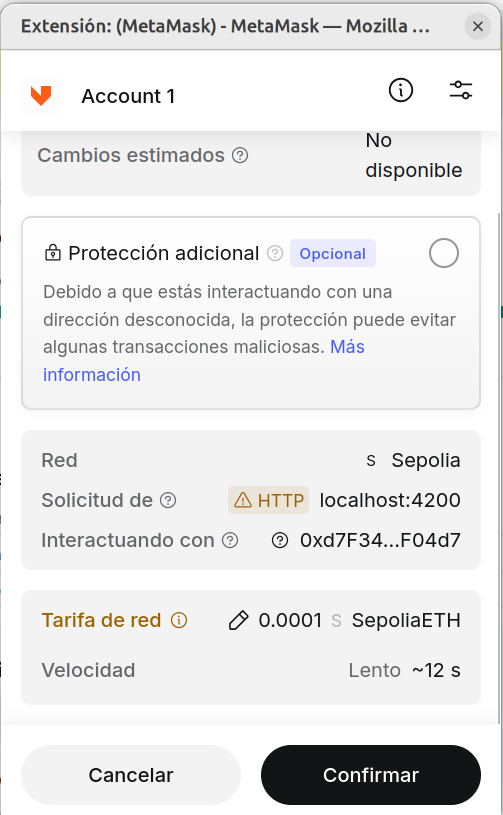 Extensión: (MetaMask) - MetaMask — Mozilla ...
Account 1
Cambios estimados
No
disponible
Protección adicional
Opcional
Debido a que estás interactuando con una
dirección desconocida, la protección puede evitar
algunas transacciones maliciosas. Más
información
Red S Sepolia
Solicitud de HTTP localhost:4200
Interactuando con 0xd7F34...F04d7
Tarifa de red 0.0001 S SepoliaETH
Velocidad Lento ~12 s
Cancelar Confirmar